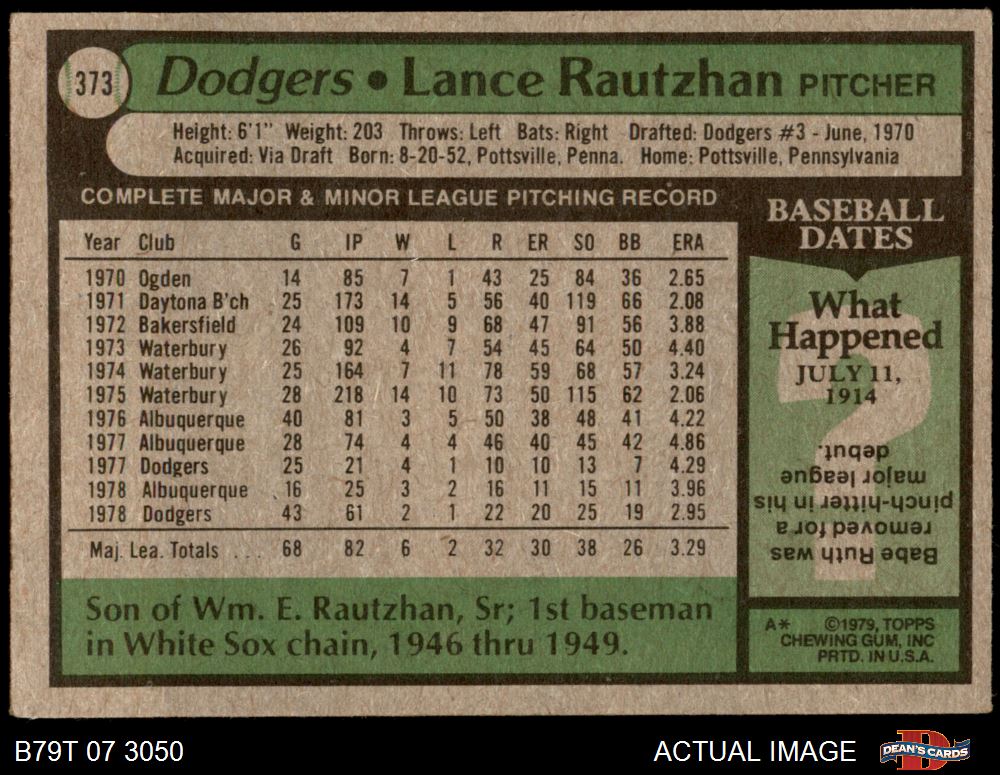 373
Dodgers • Lance Rautzhan PITCHER
Height: 6'1" Weight: 203 Throws: Left Bats: Right Drafted: Dodgers #3 - June, 1970
Acquired: Via Draft Born: 8-20-52, Pottsville, Penna. Home: Pottsville, Pennsylvania
COMPLETE MAJOR & MINOR LEAGUE PITCHING RECORD
Year Club G IP W L R ER SO BB ERA
1970 Ogden 14 85 7 1 43 25 84 36 2.65
1971 Daytona B'ch 25 173 14 5 56 40 119 66 2.08
1972 Bakersfield 24 109 10 9 68 47 91 56 3.88
1973 Waterbury 26 92 4 7 54 45 64 50 4.40
1974 Waterbury 25 164 7 11 78 59 68 57 3.24
1975 Waterbury 28 218 14 10 73 50 115 62 2.06
1976 Albuquerque 40 81 3 5 50 38 48 41 4.22
1977 Albuquerque 28 74 4 4 46 40 45 42 4.86
1977 Dodgers 25 21 4 1 10 10 13 7 4.29
1978 Albuquerque 16 25 3 2 16 11 15 11 3.96
1978 Dodgers 43 61 2 1 22 20 25 19 2.95
Maj. Lea. Totals . . . 68 82 6 2 32 30 38 26 3.29
Son of Wm. E. Rautzhan, Sr; 1st baseman
in White Sox chain, 1946 thru 1949.
BASEBALL
DATES
What
Happened
JULY 11,
1914
?
Babe Ruth was
removed for a
pinch-hitter in his
major league
debut.
A* ©1979, TOPPS
CHEWING GUM, INC
PRTD. IN U.S.A.
B79T 07 3050
ACTUAL IMAGE
D
DEAN'S CARDS